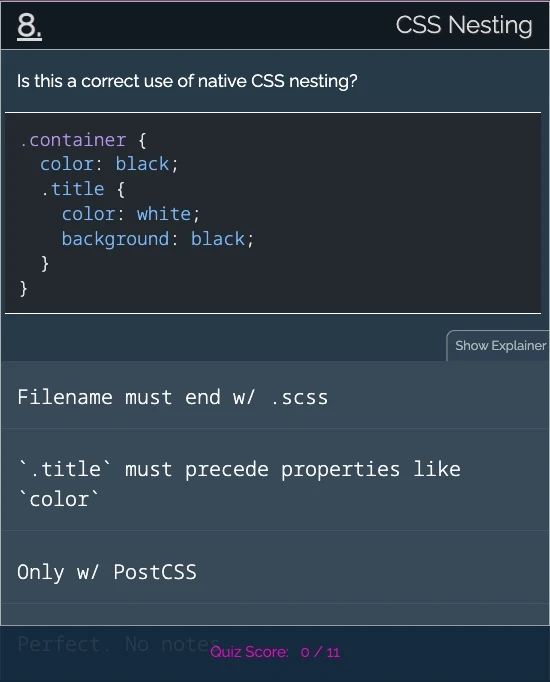 8.
CSS Nesting
Is this a correct use of native CSS nesting?
.container {
color: black;
.title {
color: white;
background: black;
}
}
Show Explainer
Filename must end w/ .scss
`.title` must precede properties like
`color`
Only w/ PostCSS
Perfect. No notes
Quiz Score: 0 / 11